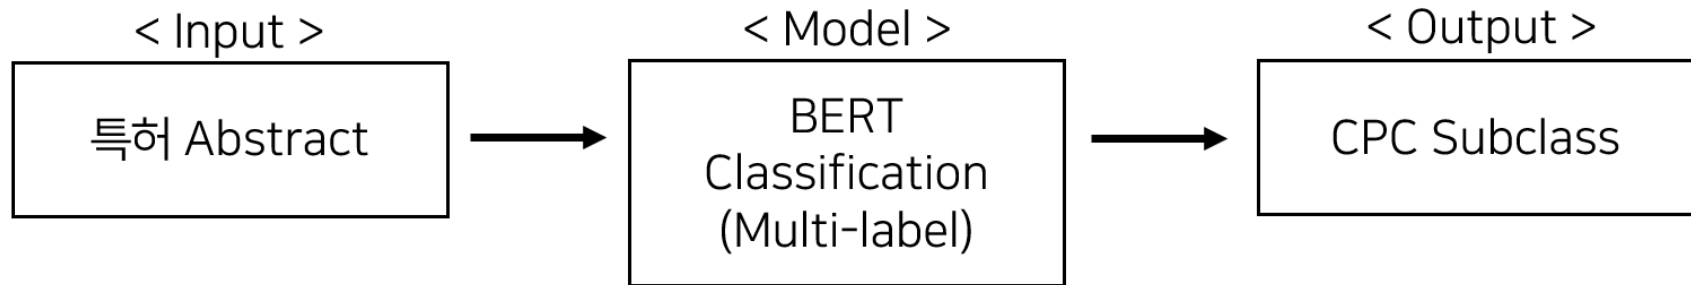 < Input >
특허 Abstract
< Model >
BERT
Classification
(Multi-label)
< Output >
CPC Subclass